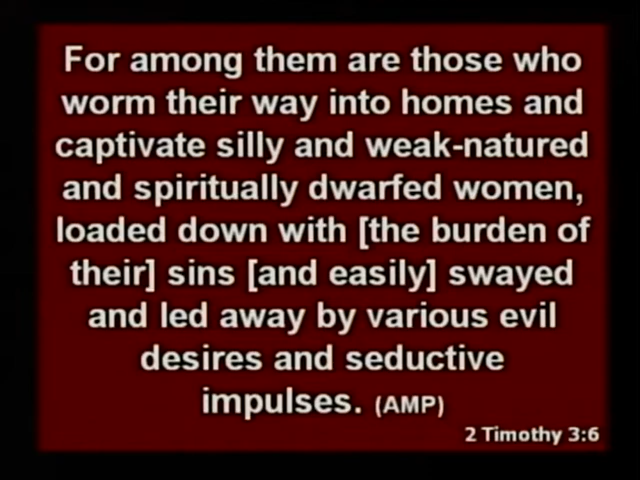 For among them are those who
worm their way into homes and
captivate silly and weak-natured
and spiritually dwarfed women,
loaded down with [the burden of
their] sins [and easily] swayed
and led away by various evil
desires and seductive
impulses. (AMP)
2 Timothy 3:6